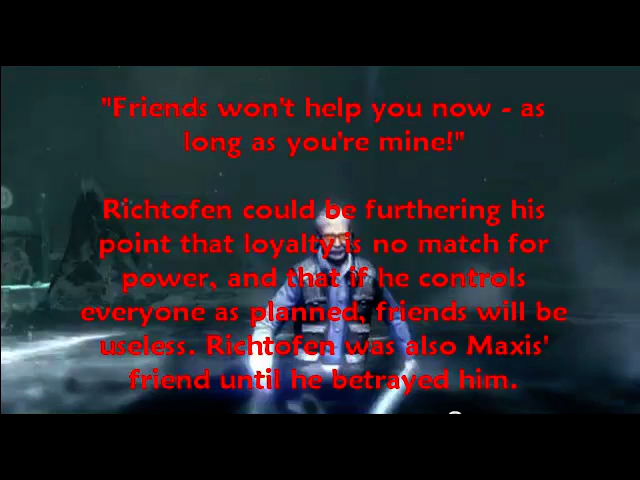 "Friends won't help you now - as
long as you're mine!"
Richtofen could be furthering his
point that loyalty is no match for
power, and that if he controls
everyone as planned, friends will be
useless. Richtofen was also Maxis'
friend until he betrayed him.